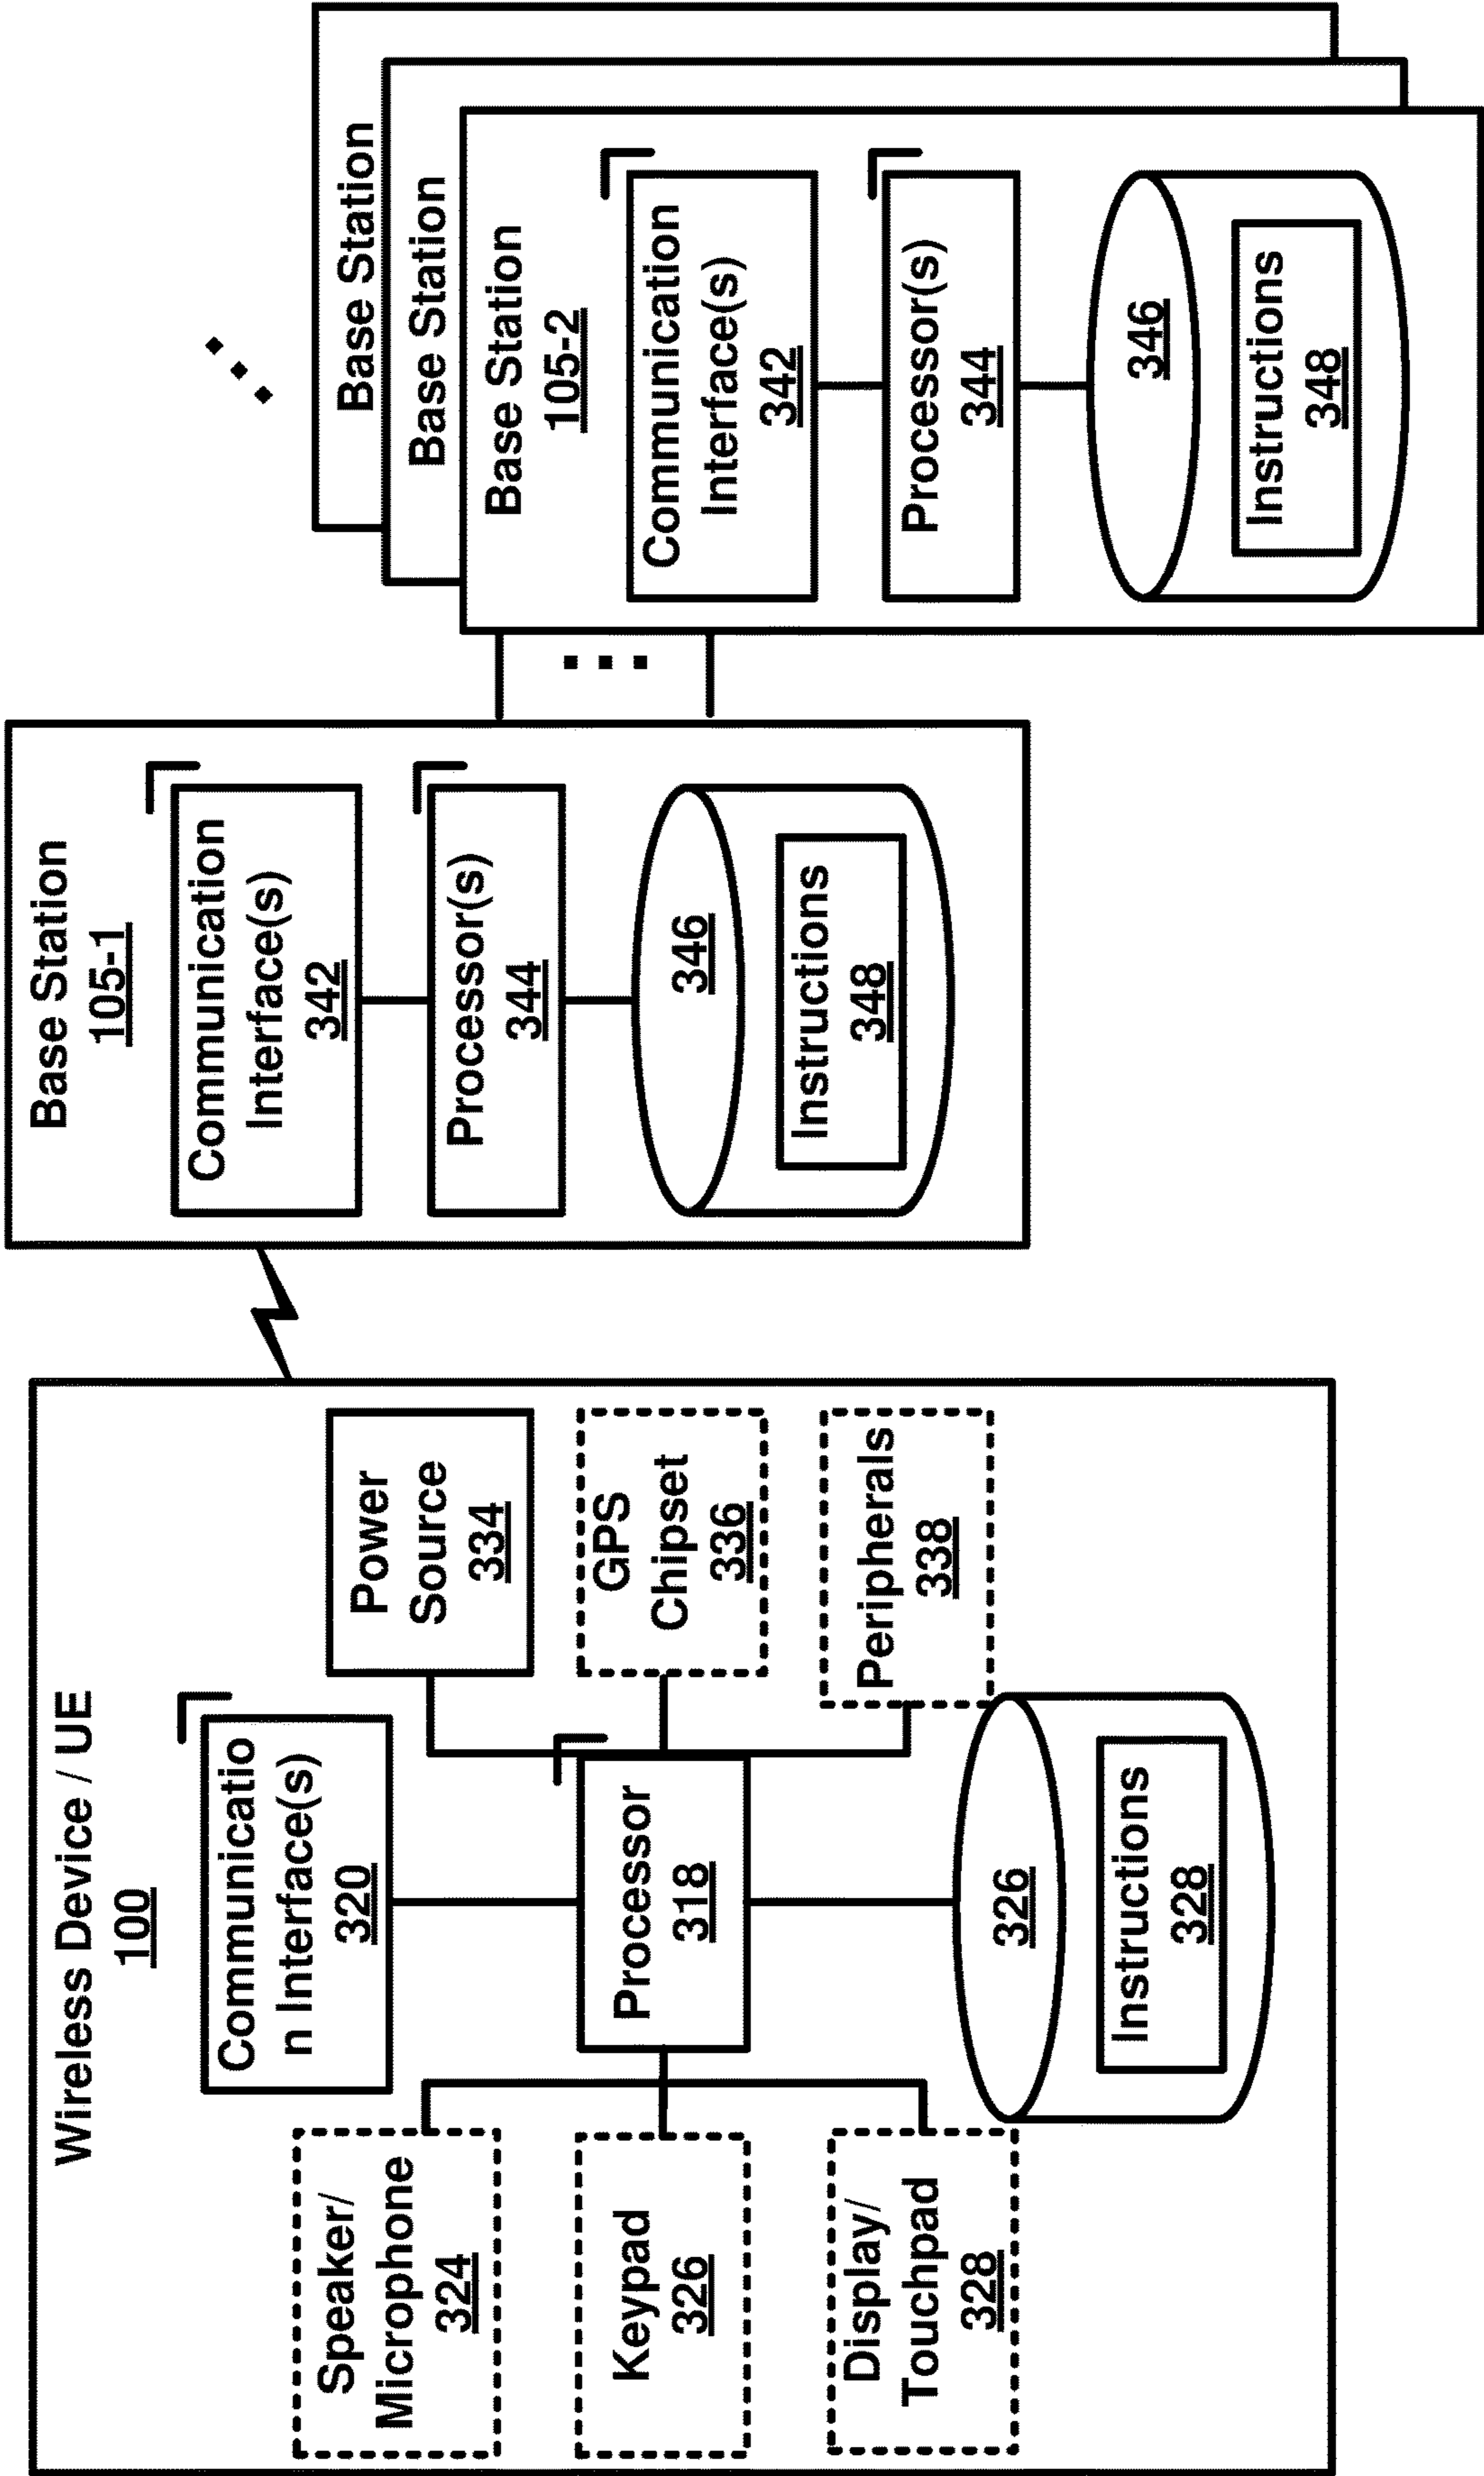 Wireless Device / UE
100
Speaker/
Microphone
324
Keypad
326
Display/
Touchpad
328
Communicatio
n Interface(s)
320
Processor
318
326
Instructions
328
Power
Source
334
GPS
Chipset
336
Peripherals
338
Base Station
105-1
Communication
Interface(s)
342
Processor(s)
344
346
Instructions
348
Base Station
Base Station
Base Station
105-2
Communication
Interface(s)
342
Processor(s)
344
346
Instructions
348